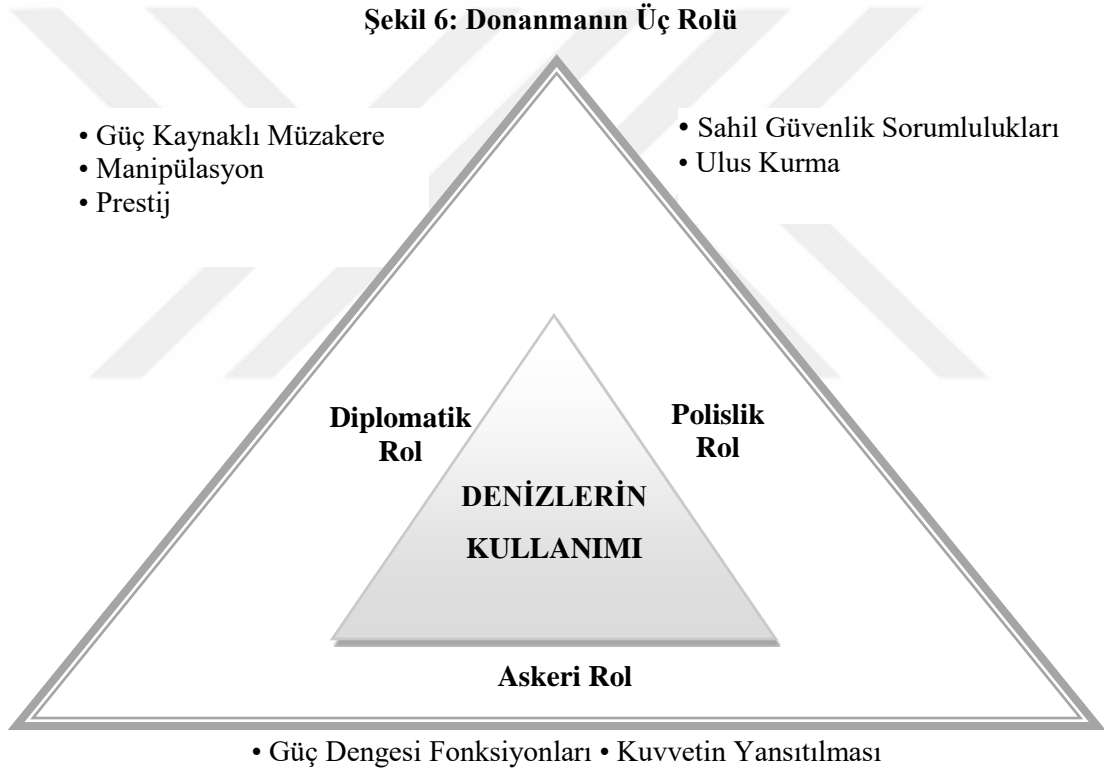 Şekil 6: Donanmanın Üç Rolü
• Güç Kaynaklı Müzakere
• Manipülasyon
• Prestij
• Sahil Güvenlik Sorumlulukları
• Ulus Kurma
Diplomatik
Rol
Polislik
Rol
DENİZLERİN
KULLANIMI
Askeri Rol
• Güç Dengesi Fonksiyonları • Kuvvetin Yansıtılması